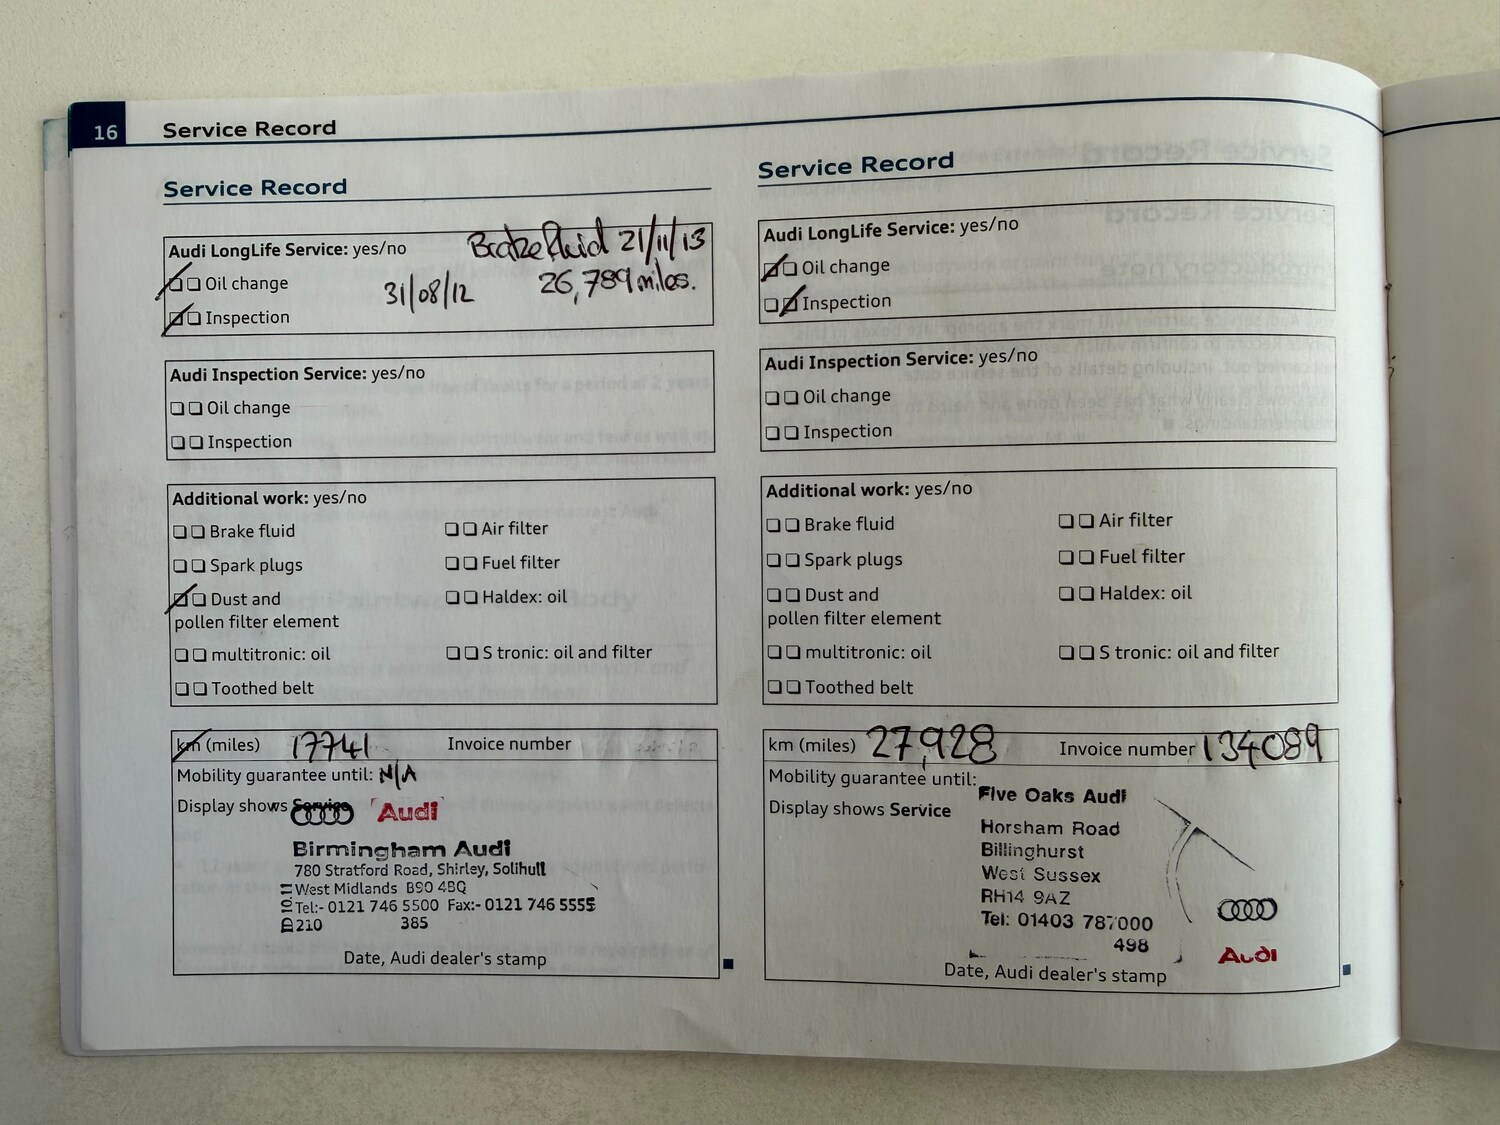 16 Service Record
Service Record
Audi LongLife Service: yes/no
Brakefluid 21/11/13
Oil change
31/08/12
26,789 miles.
Inspection
Audi Inspection Service: yes/no
Oil change
Inspection
Additional work: yes/no
Brake fluid
Air filter
Spark plugs
Fuel filter
Dust and
pollen filter element
Haldex: oil
multitronic: oil
S tronic: oil and filter
Toothed belt
km (miles) 17741 Invoice number
Mobility guarantee until: N/A
Display shows Service
Audi
Birmingham Audi
780 Stratford Road, Shirley, Solihull
West Midlands B90 4BQ
Tel:- 0121 746 5500 Fax:- 0121 746 5555
210 385
Date, Audi dealer's stamp
Service Record
Audi LongLife Service: yes/no
Oil change
Inspection
Audi Inspection Service: yes/no
Oil change
Inspection
Additional work: yes/no
Brake fluid
Air filter
Spark plugs
Fuel filter
Dust and
pollen filter element
Haldex: oil
multitronic: oil
S tronic: oil and filter
Toothed belt
km (miles) 27,928 Invoice number 134089
Mobility guarantee until:
Display shows Service
Five Oaks Audi
Horsham Road
Billinghurst
West Sussex
RH14 9AZ
Tel: 01403 787000
498
Audi
Date, Audi dealer's stamp